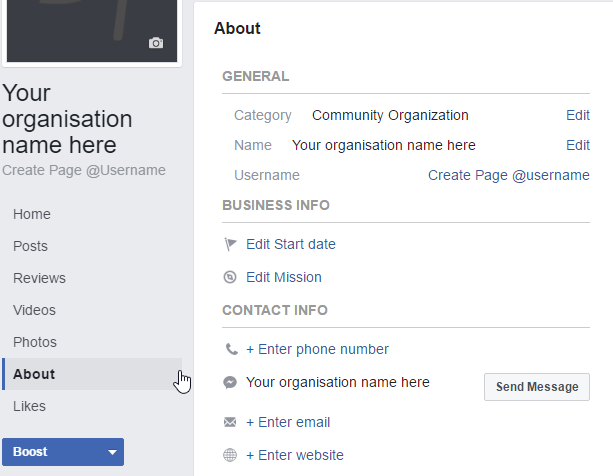 Your
organisation
name here
Create Page @Username
Home
Posts
Reviews
Videos
Photos
About
Likes
Boost
About
GENERAL
Category Community Organization Edit
Name Your organisation name here Edit
Username Create Page @username
BUSINESS INFO
Edit Start date
Edit Mission
CONTACT INFO
+ Enter phone number
Your organisation name here Send Message
+ Enter email
+ Enter website